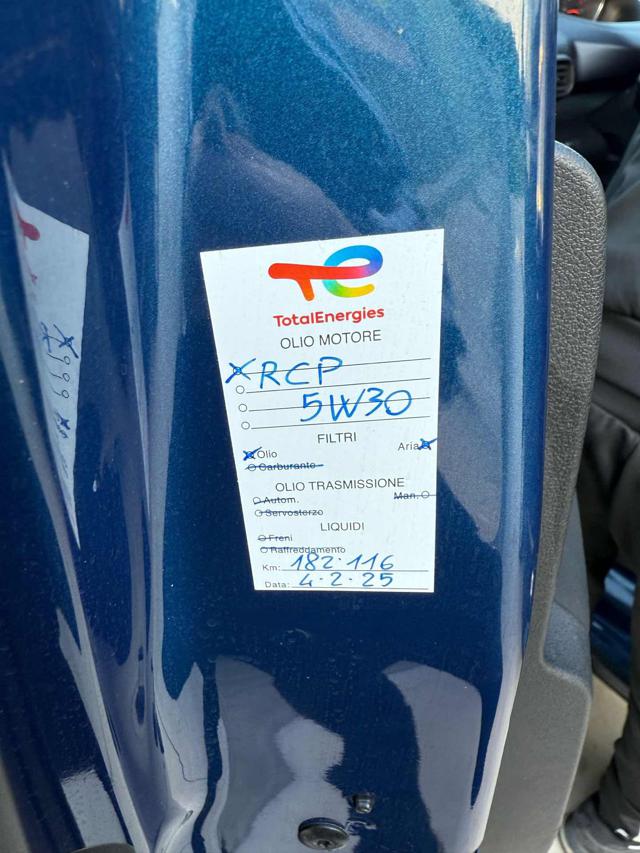 TotalEnergies
OLIO MOTORE
X RCP
5W30
FILTRI
Olio Aria
Carburante
OLIO TRASMISSIONE
Autom. Man.
Servosterzo
LIQUIDI
Freni
Raffreddamento
Km: 182.116
Data: 4.2.25